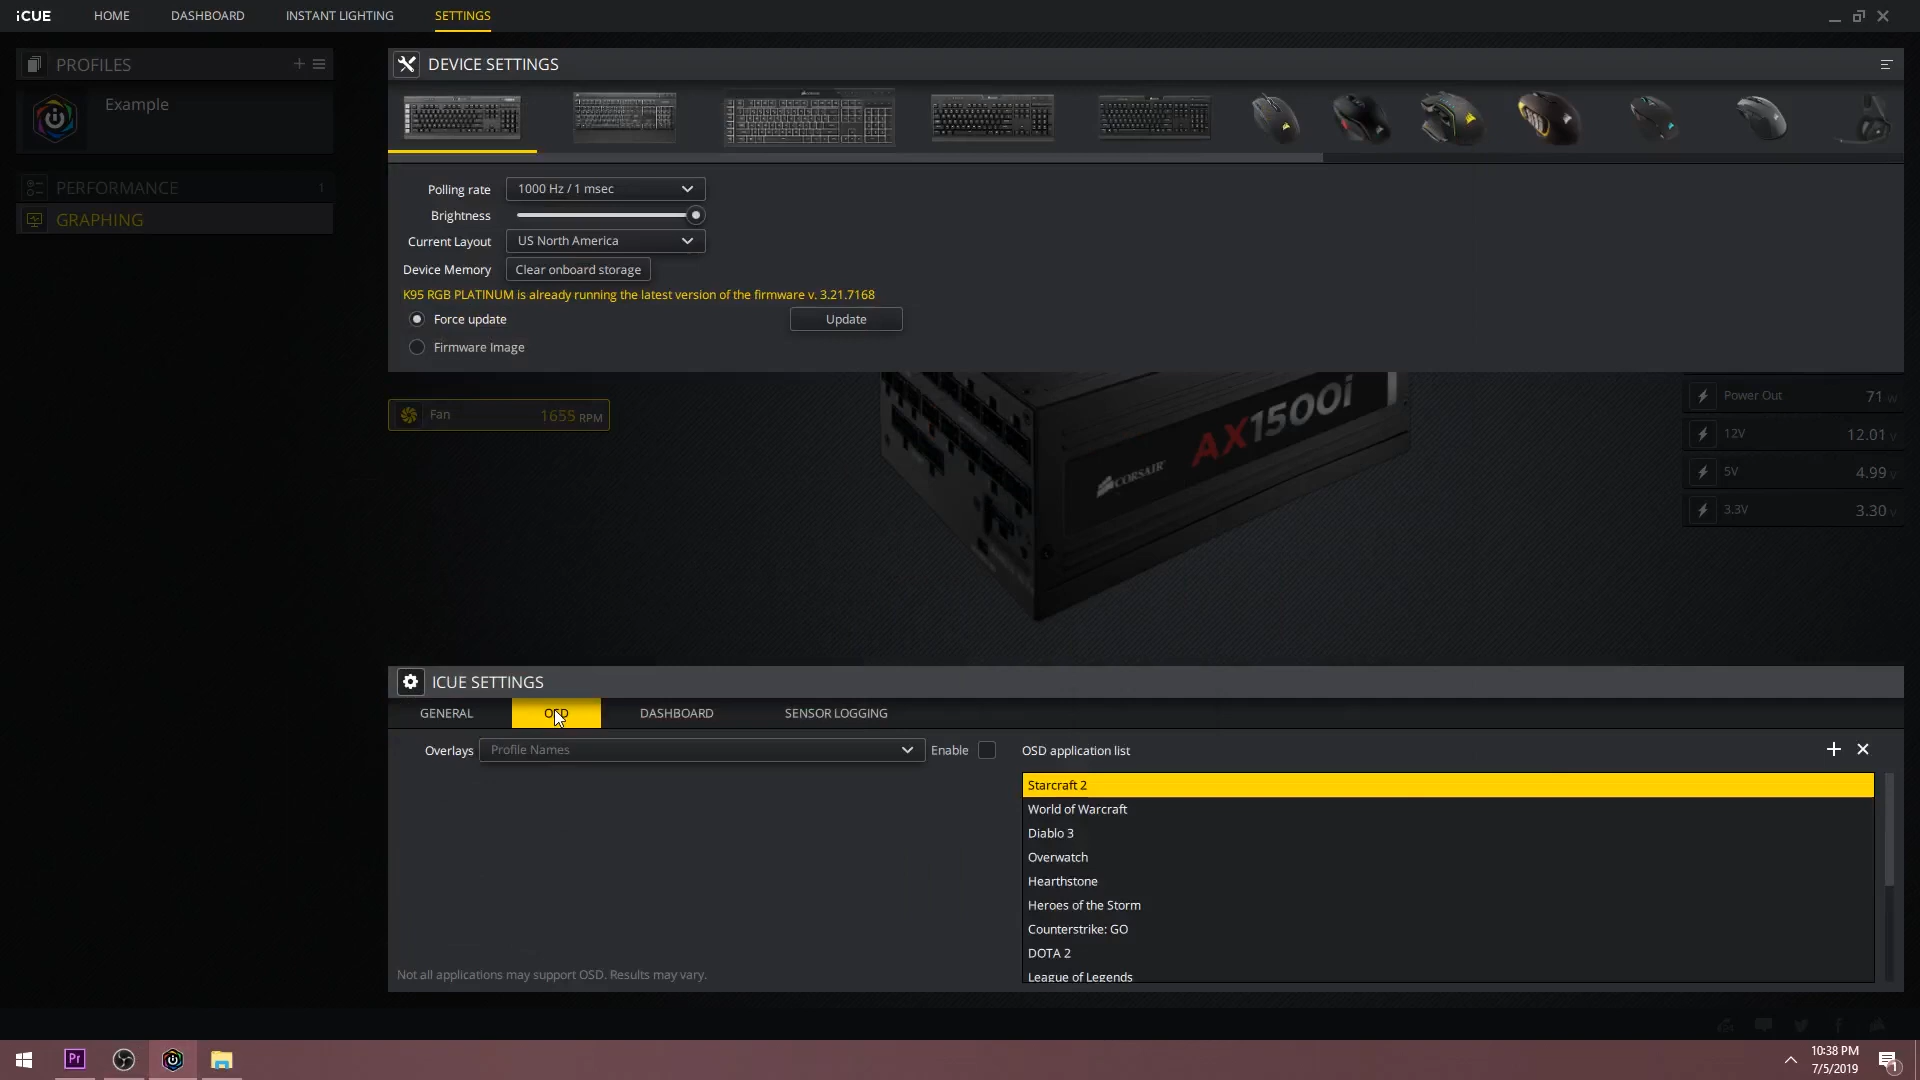 iCUE HOME DASHBOARD INSTANT LIGHTING SETTINGS
PROFILES
Example
PERFORMANCE 1
GRAPHING
DEVICE SETTINGS
Polling rate 1000 Hz / 1 msec
Brightness
Current Layout US North America
Device Memory Clear onboard storage
K95 RGB PLATINUM is already running the latest version of the firmware v. 3.21.7168
Force update Update
Firmware Image
Fan 1655 RPM
CORSAIR AX1500i
Power Out 71 W
12V 12.01 V
5V 4.99 V
3.3V 3.30 V
ICUE SETTINGS
GENERAL OSD DASHBOARD SENSOR LOGGING
Overlays Profile Names Enable
OSD application list
Starcraft 2
World of Warcraft
Diablo 3
Overwatch
Hearthstone
Heroes of the Storm
Counterstrike: GO
DOTA 2
League of Legends
Not all applications may support OSD. Results may vary.
Pr
10:38 PM
7/5/2019
1